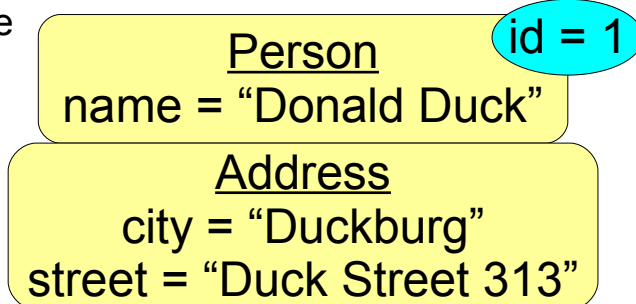 e
Person
id = 1
name = “Donald Duck”
Address
city = “Duckburg”
street = “Duck Street 313”